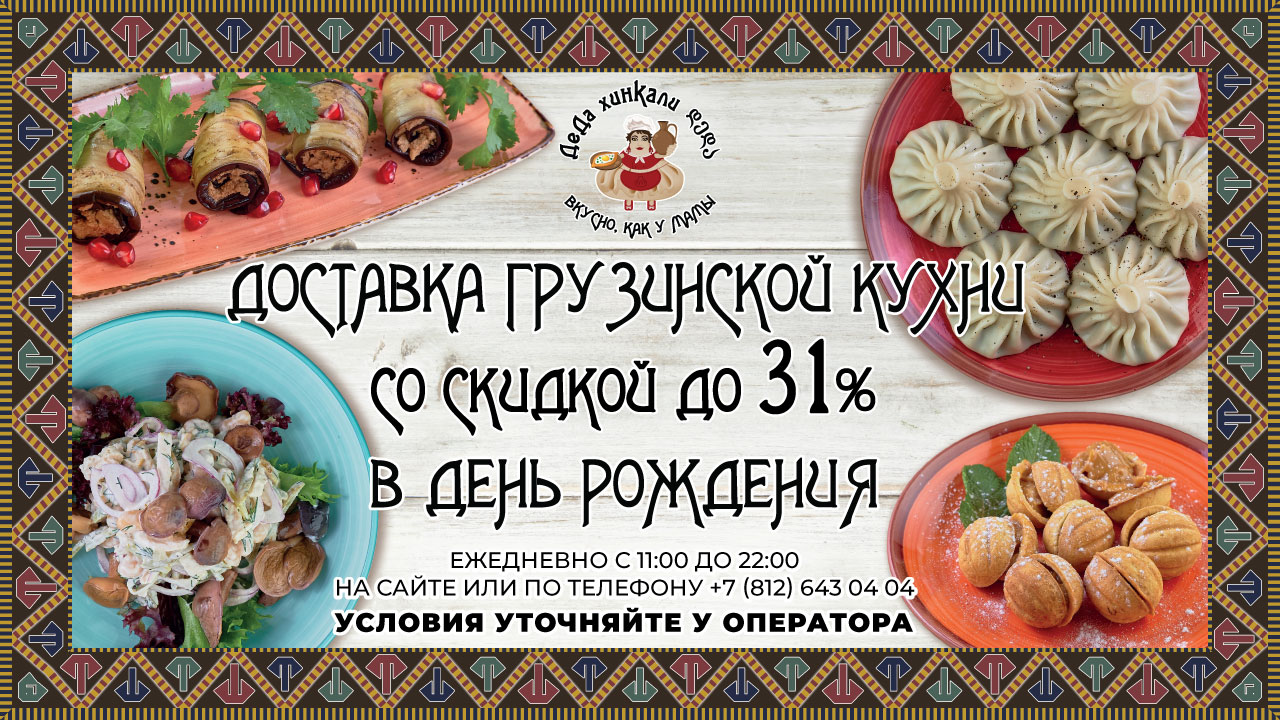 Деда хинкали დედა
ВКУСНО, КАК У МАМЫ
ДОСТАВКА ГРУЗИНСКОЙ КУХНИ
СО СКИДКОЙ ДО 31%
В ДЕНЬ РОЖДЕНИЯ
ЕЖЕДНЕВНО С 11:00 ДО 22:00
НА САЙТЕ ИЛИ ПО ТЕЛЕФОНУ +7 (812) 643 04 04
УСЛОВИЯ УТОЧНЯЙТЕ У ОПЕРАТОРА